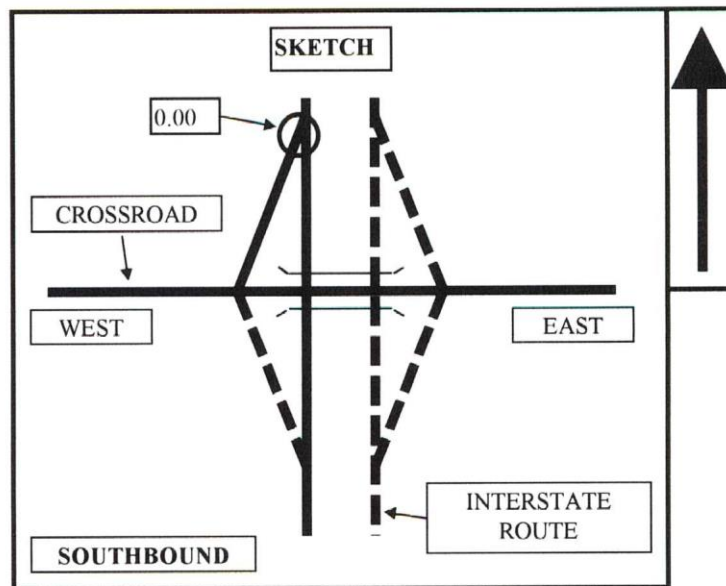 SKETCH
0.00
CROSSROAD
WEST
EAST
INTERSTATE
ROUTE
SOUTHBOUND